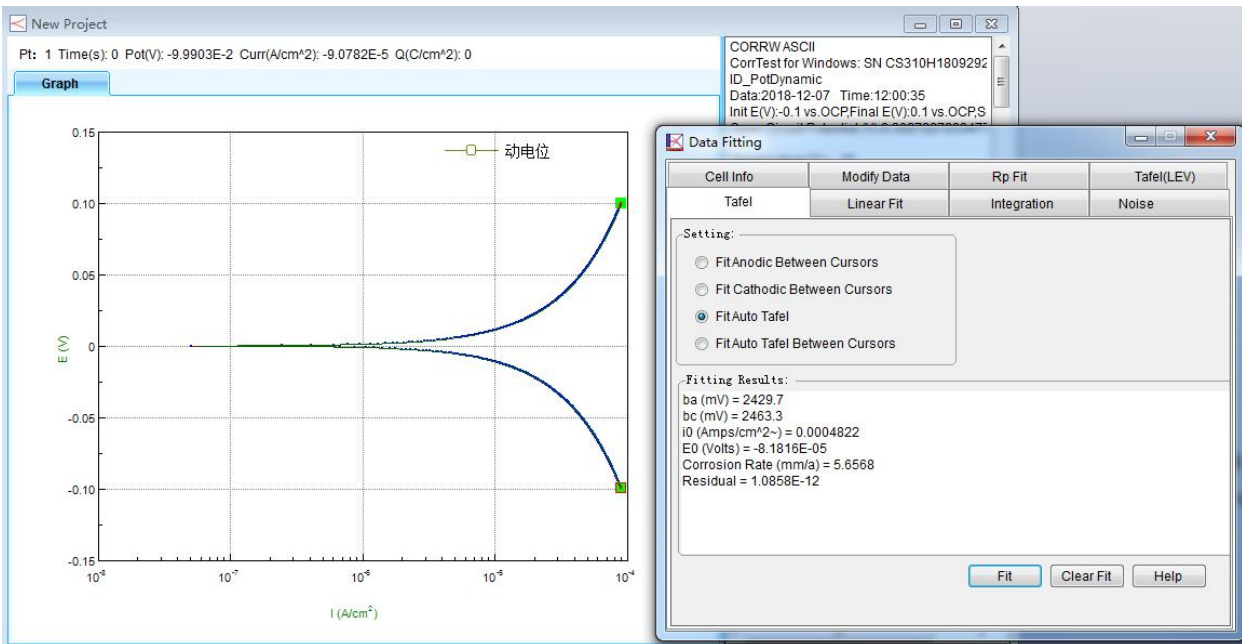 New Project
Pt: 1 Time(s): 0 Pot(V): -9.9903E-2 Curr(A/cm^2): -9.0782E-5 Q(C/cm^2): 0
Graph
CORRW ASCII
CorrTest for Windows: SN CS310H1809292
ID_PotDynamic
Data:2018-12-07 Time:12:00:35
Init E(V):-0.1 vs.OCP,Final E(V):0.1 vs.OCP,S
动电位
0.15
0.10
0.05
0
-0.05
-0.10
-0.15
E (V)
10⁻⁷
10⁻⁶
10⁻⁵
10⁻⁴
I (A/cm²)
Data Fitting
Cell Info
Modify Data
Rp Fit
Tafel(LEV)
Tafel
Linear Fit
Integration
Noise
Setting:
Fit Anodic Between Cursors
Fit Cathodic Between Cursors
Fit Auto Tafel
Fit Auto Tafel Between Cursors
Fitting Results:
ba (mV) = 2429.7
bc (mV) = 2463.3
i0 (Amps/cm^2~) = 0.0004822
E0 (Volts) = -8.1816E-05
Corrosion Rate (mm/a) = 5.6568
Residual = 1.0858E-12
Fit
Clear Fit
Help